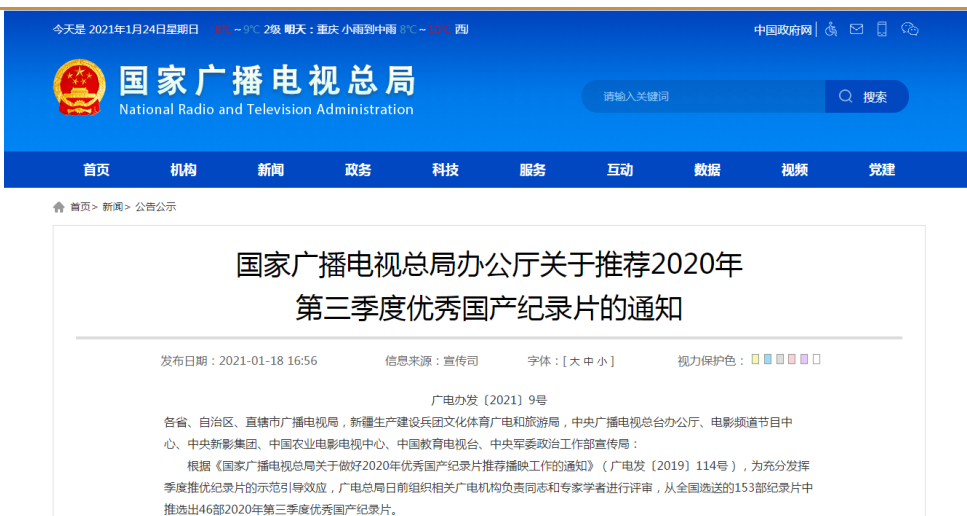 今天是 2021年1月24日星期日 8℃～9℃ 2级 明天：重庆 小雨到中雨 8℃～10℃ 西|
中国政府网
国家广播电视总局
National Radio and Television Administration
请输入关键词
搜索
首页 机构 新闻 政务 科技 服务 互动 数据 视频 党建
首页> 新闻> 公告公示
国家广播电视总局办公厅关于推荐2020年
第三季度优秀国产纪录片的通知
发布日期：2021-01-18 16:56 信息来源：宣传司 字体：[ 大 中 小 ] 视力保护色：
广电办发〔2021〕9号
各省、自治区、直辖市广播电视局，新疆生产建设兵团文化体育广电和旅游局，中央广播电视总台办公厅、电影频道节目中
心、中央新影集团、中国农业电影电视中心、中国教育电视台、中央军委政治工作部宣传局：
根据《国家广播电视总局关于做好2020年优秀国产纪录片推荐播映工作的通知》（广电发〔2019〕114号），为充分发挥
季度推优纪录片的示范引导效应，广电总局日前组织相关广电机构负责同志和专家学者进行评审，从全国选送的153部纪录片中
推选出46部2020年第三季度优秀国产纪录片。